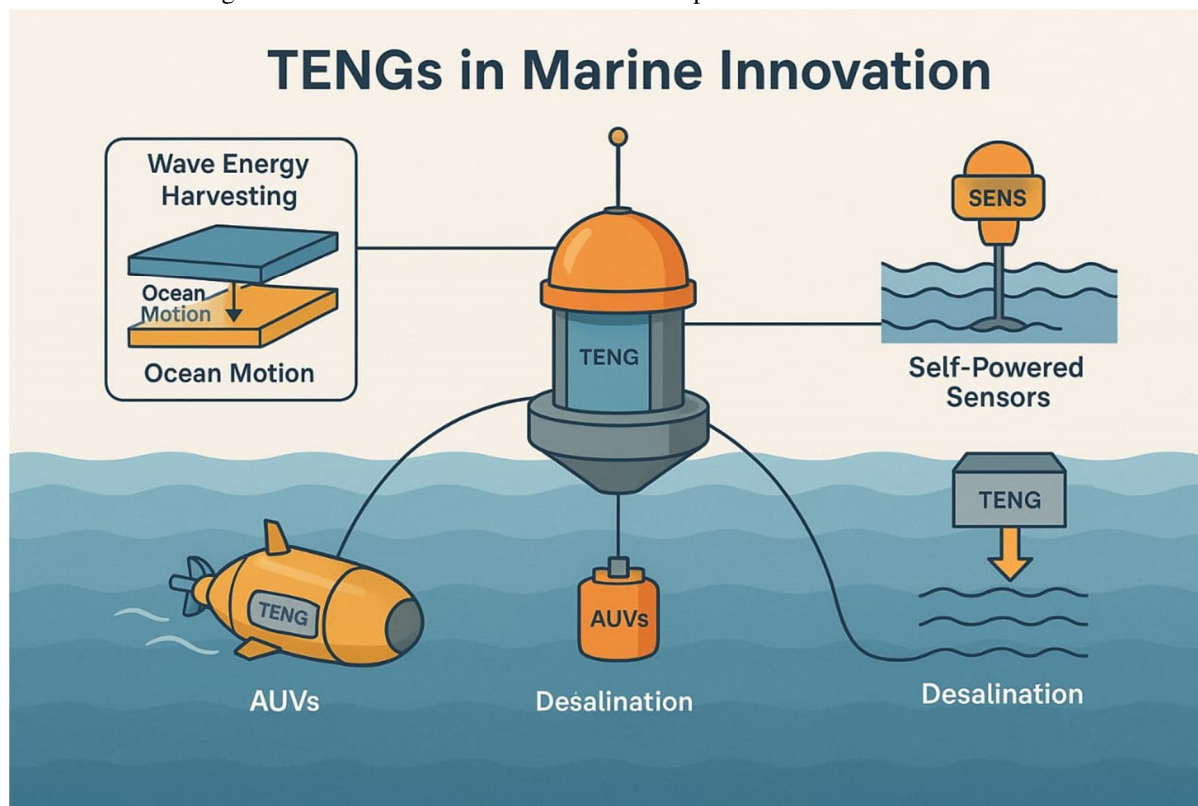 TENGs in Marine Innovation
Wave Energy
Harvesting
Ocean
Motion
Ocean Motion
TENG
SENS
Self-Powered
Sensors
TENG
TENG
AUVs
AUVs
Desalination
Desalination